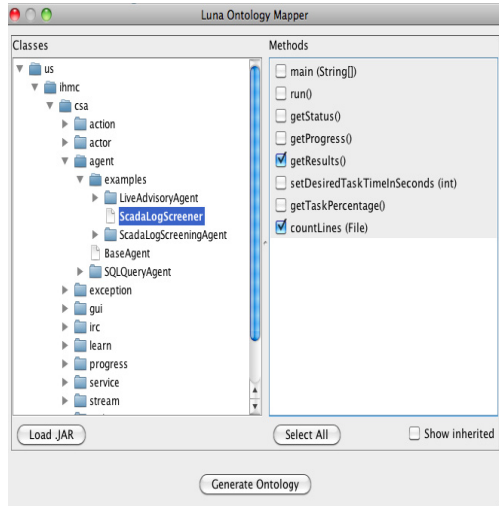 Luna Ontology Mapper
Classes
us
ihmc
csa
action
actor
agent
examples
LiveAdvisoryAgent
ScadaLogScreener
ScadaLogScreeningAgent
BaseAgent
SQLQueryAgent
exception
gui
irc
learn
progress
service
stream
Load .JAR
Methods
main (String[])
run()
getStatus()
getProgress()
getResults()
setDesiredTaskTimeInSeconds (int)
getTaskPercentage()
countLines (File)
Select All
Show inherited
Generate Ontology